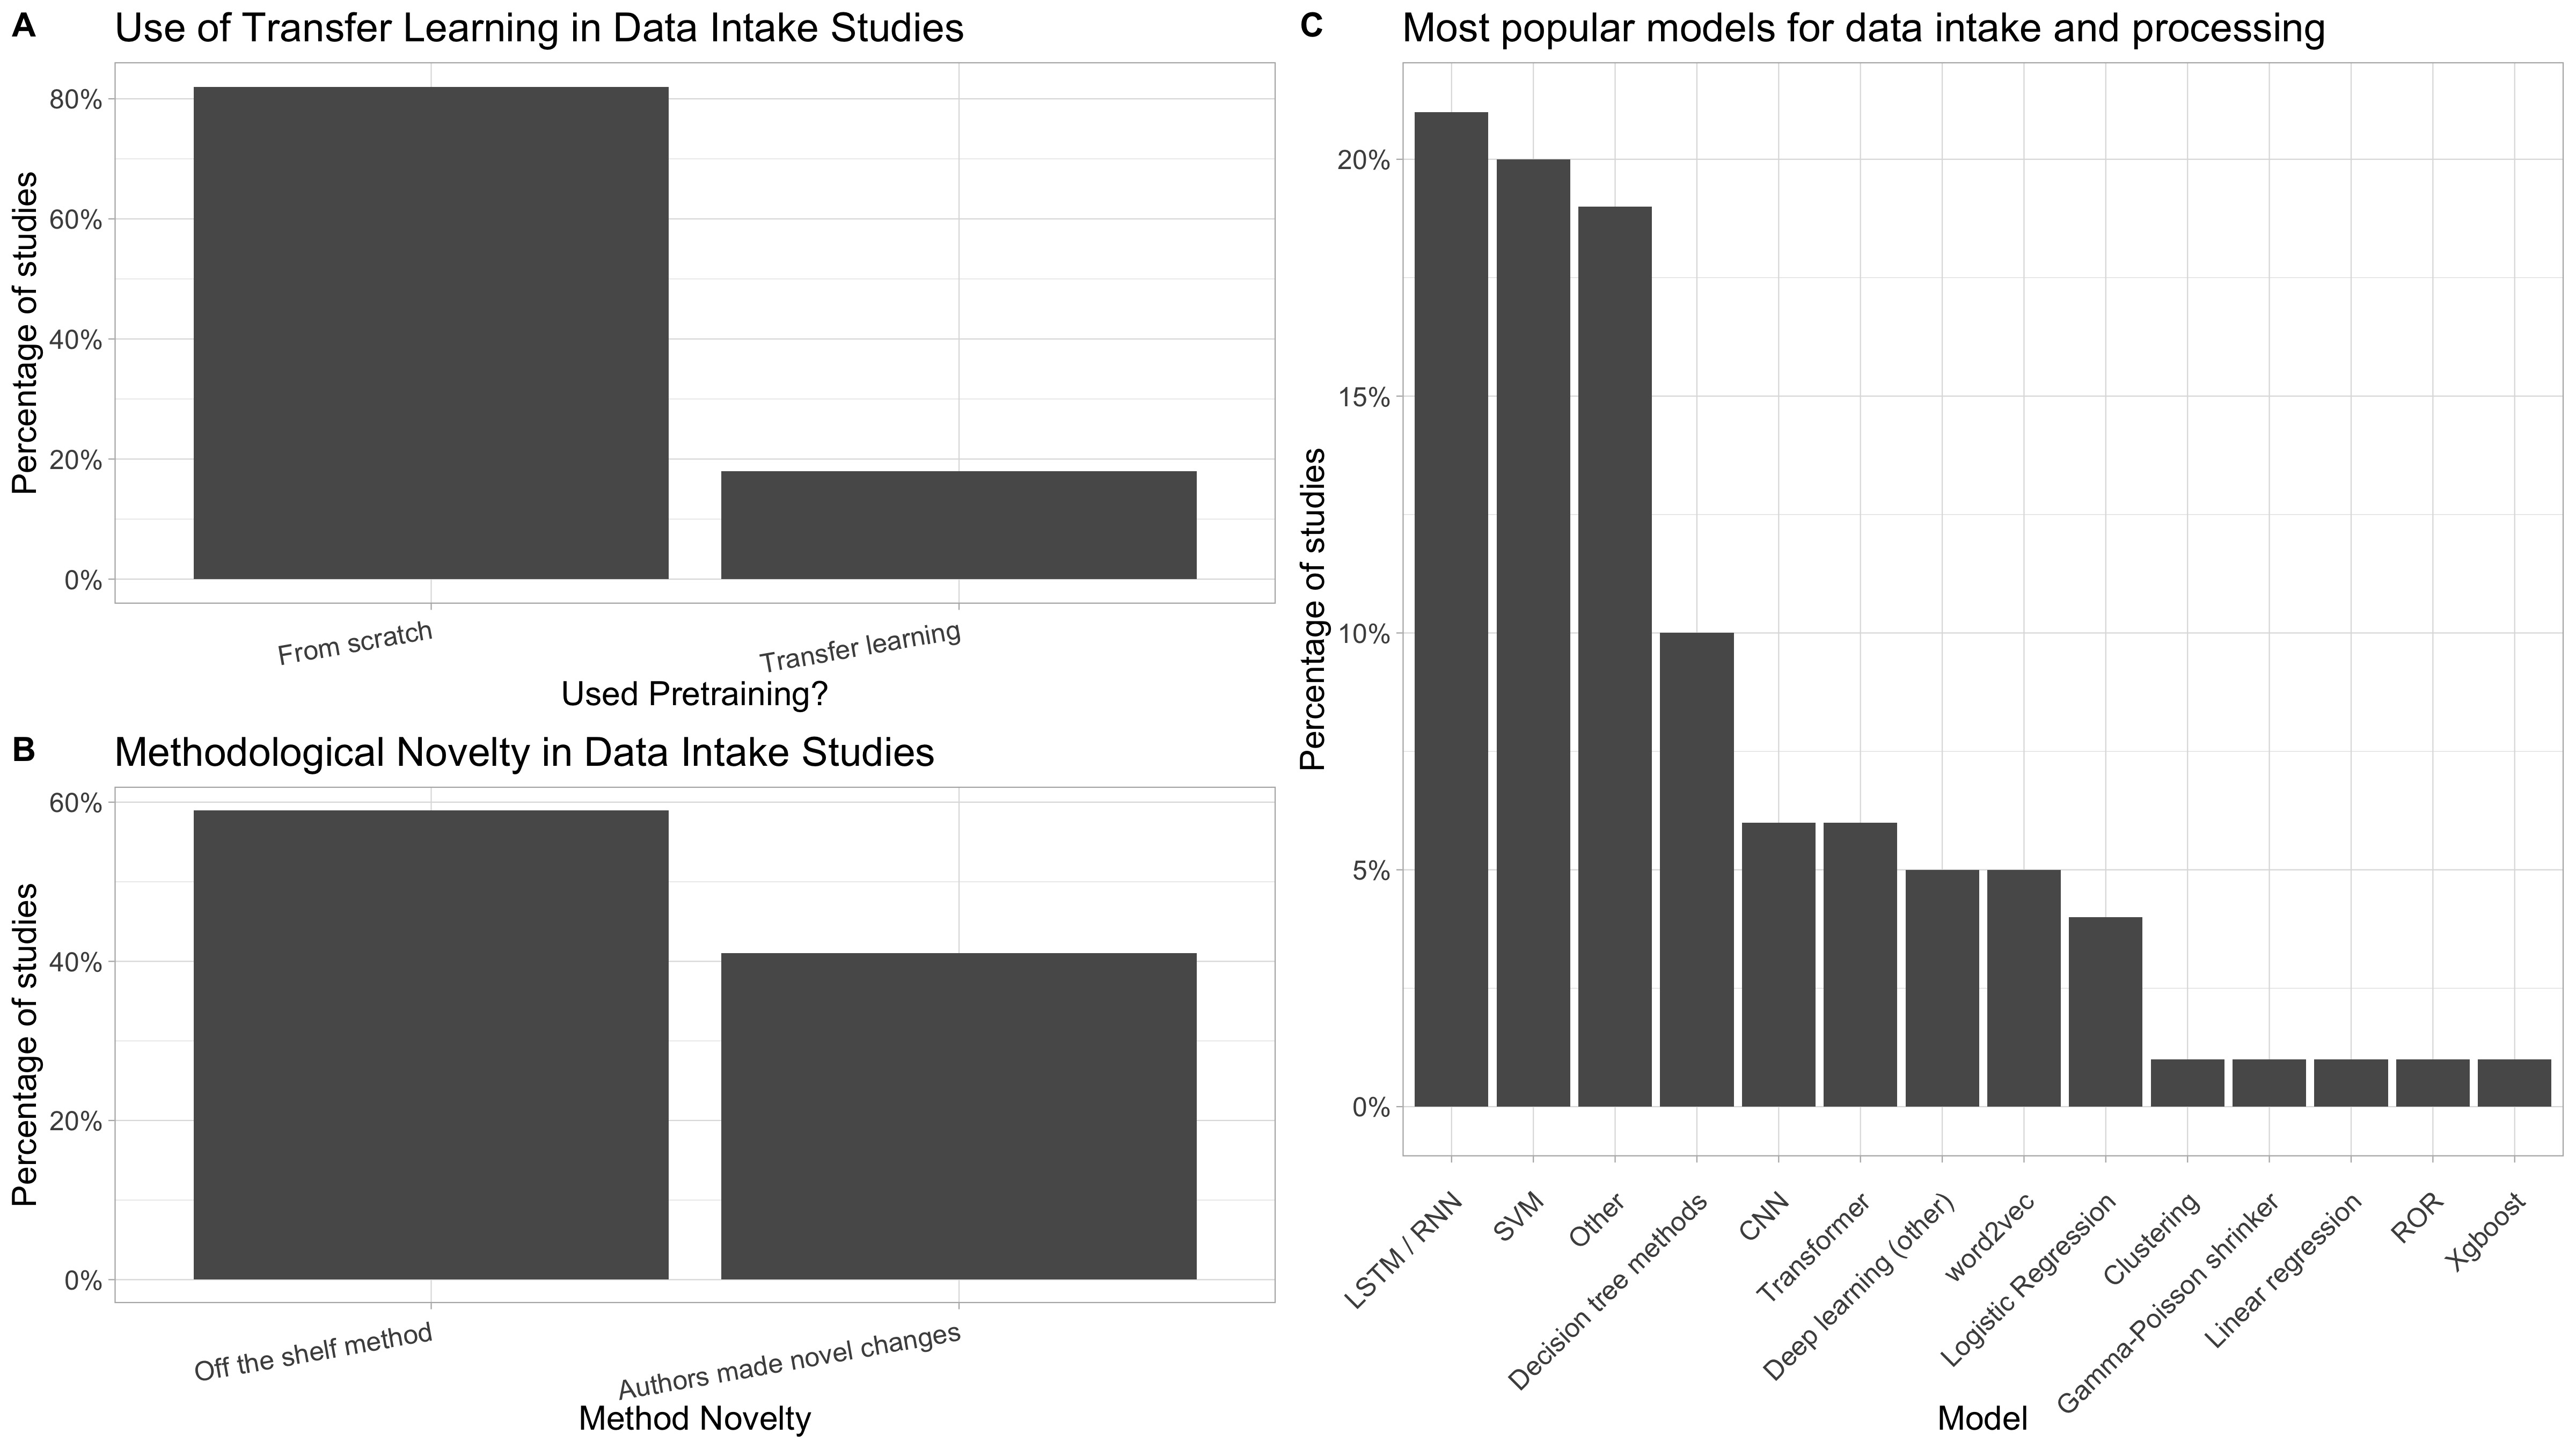 A
Use of Transfer Learning in Data Intake Studies
Percentage of studies
80%
60%
40%
20%
0%
From scratch
Transfer learning
Used Pretraining?
B
Methodological Novelty in Data Intake Studies
Percentage of studies
60%
40%
20%
0%
Off the shelf method
Authors made novel changes
Method Novelty
C
Most popular models for data intake and processing
Percentage of studies
20%
15%
10%
5%
0%
LSTM / RNN
SVM
Other
Decision tree methods
CNN
Transformer
Deep learning (other)
word2vec
Logistic Regression
Clustering
Gamma-Poisson shrinker
Linear regression
ROR
Xgboost
Model